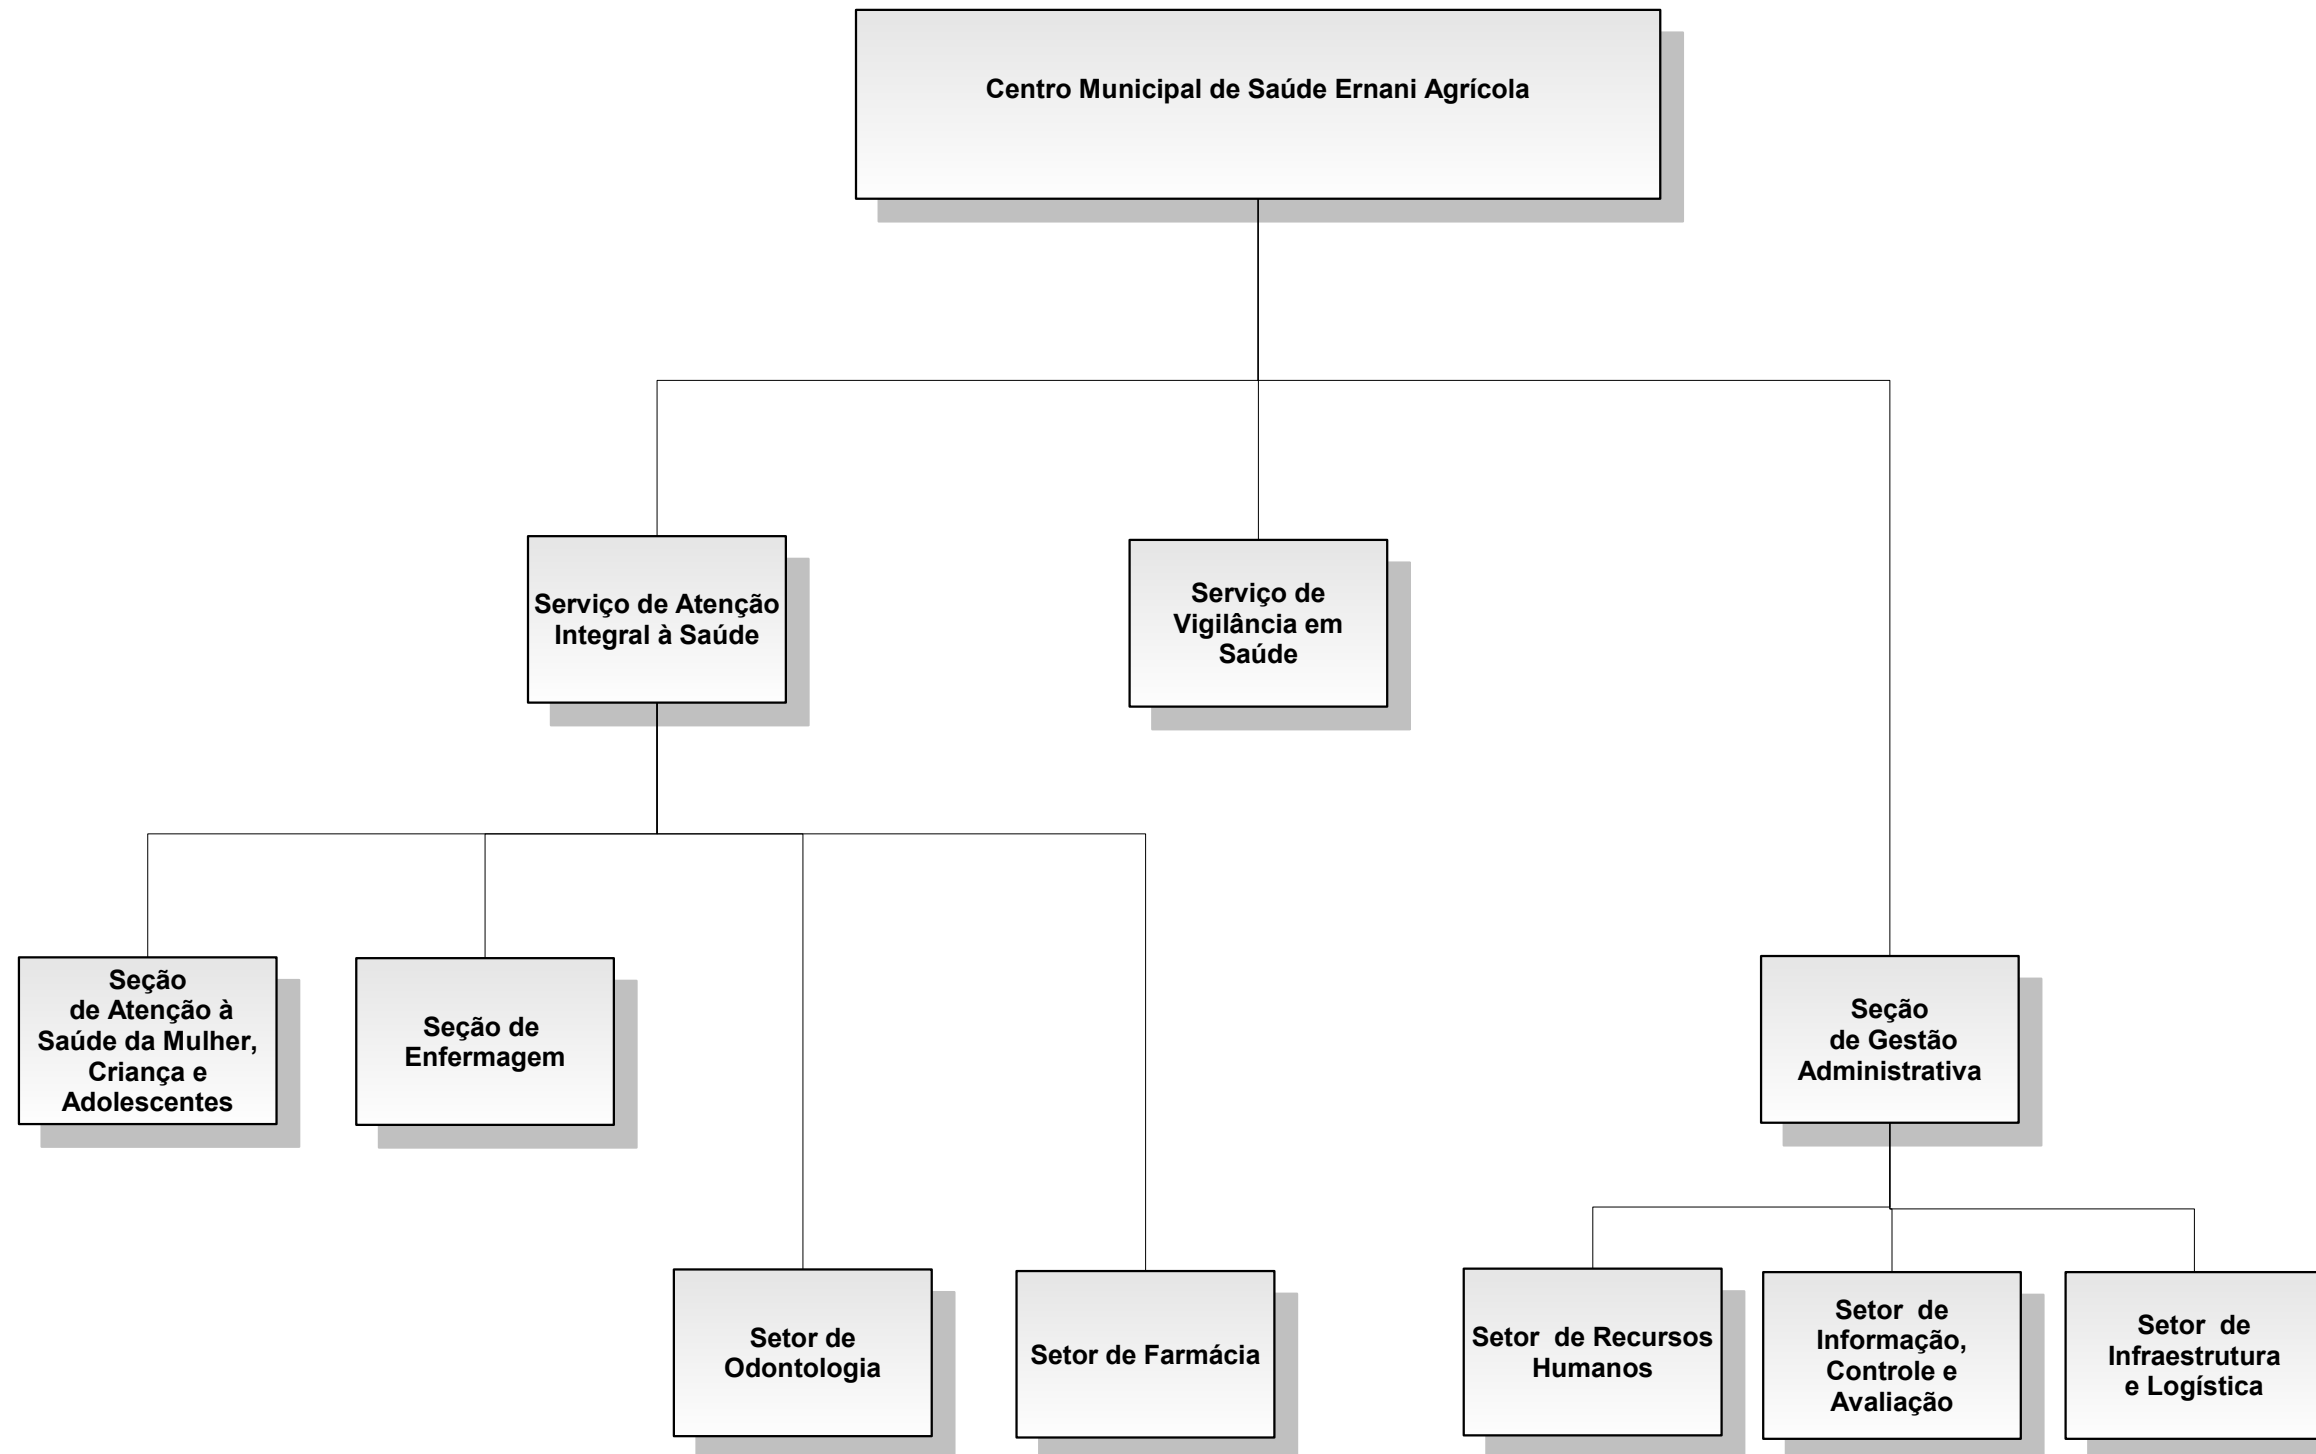 Centro Municipal de Saúde Ernani Agrícola
Serviço de Atenção
Integral à Saúde
Serviço de
Vigilância em
Saúde
Seção
de Atenção à
Saúde da Mulher,
Criança e
Adolescentes
Seção de
Enfermagem
Seção
de Gestão
Administrativa
Setor de
Odontologia
Setor de Farmácia
Setor de Recursos
Humanos
Setor de
Informação,
Controle e
Avaliação
Setor de
Infraestrutura
e Logística